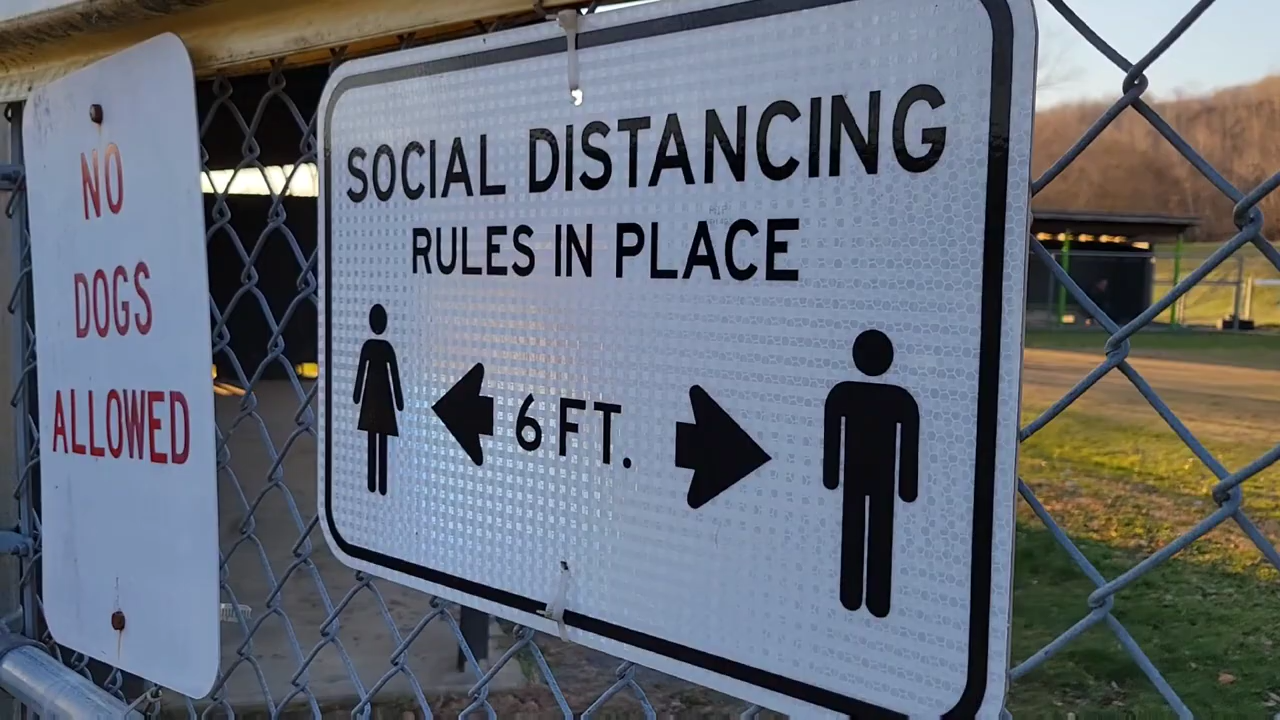 NO
DOGS
ALLOWED
SOCIAL DISTANCING
RULES IN PLACE
6 FT.